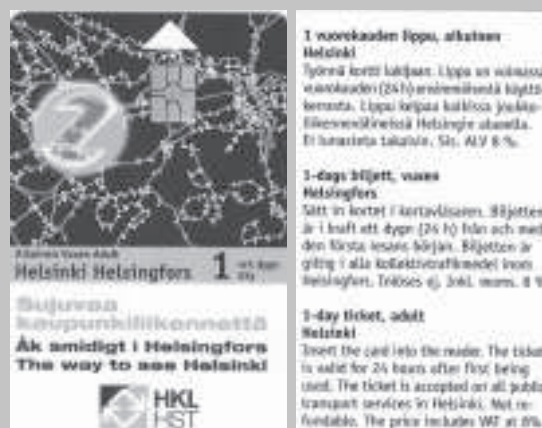 Aikuinen Vuxen Adult
Helsinki Helsingfors 1 vrk dygn day
Sujuvaa
kaupunkiliikennettä
Åk smidigt i Helsingfors
The way to see Helsinki
HKL
HST
1 vuorokauden lippu, aikuinen
Helsinki
Työnnä kortti lukijaan. Lippu on voimassa
vuorokauden (24 h) ensimmäisestä käyttö-
kerrasta. Lippu kelpaa kaikissa joukko-
liikennevälineissä Helsingin alueella.
Ei lunasteta takaisin. Sis. ALV 8 %.
1-dags biljett, vuxen
Helsingfors
Sätt in kortet i kortavläsaren. Biljetten
är i kraft ett dygn (24 h) från och med
den första resans början. Biljetten är
giltig i alla kollektivtrafikmedel inom
Helsingfors. Inlöses ej. Inkl. moms. 8 %
1-day ticket, adult
Helsinki
Insert the card into the reader. The ticket
is valid for 24 hours after first being
used. The ticket is accepted on all public
transport services in Helsinki. Not re-
fundable. The price includes VAT at 8%.